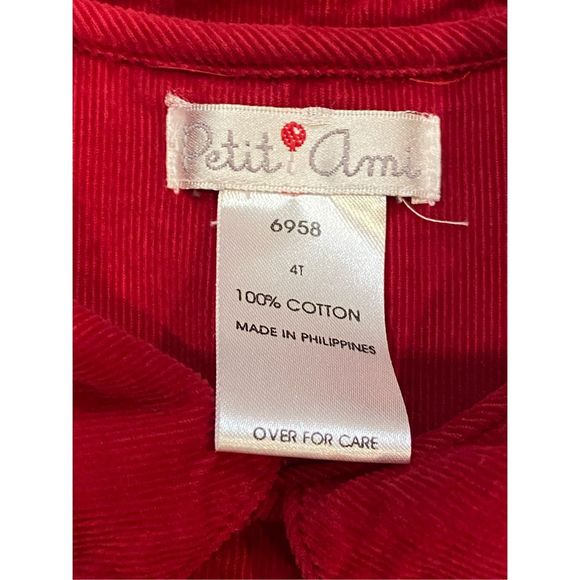 Petit Ami
6958
4T
100% COTTON
MADE IN PHILIPPINES
OVER FOR CARE